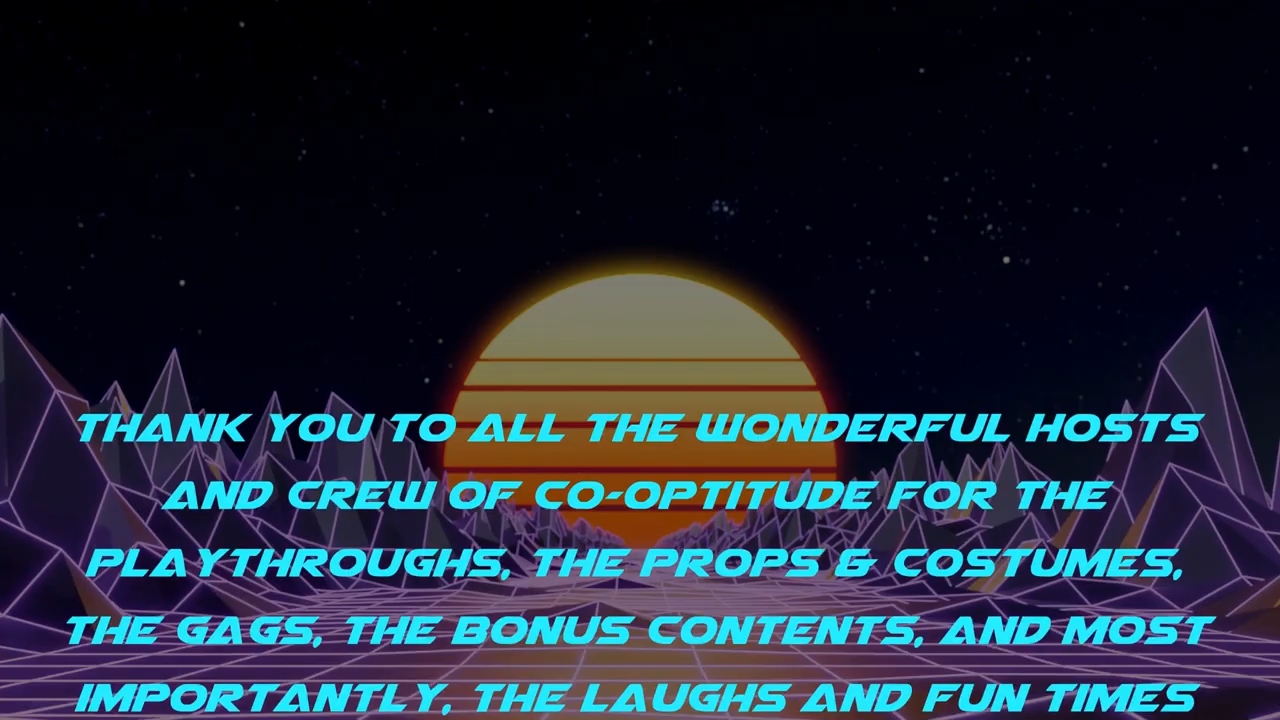 THANK YOU TO ALL THE WONDERFUL HOSTS
AND CREW OF CO-OPTITUDE FOR THE
PLAYTHROUGHS, THE PROPS & COSTUMES,
THE GAGS, THE BONUS CONTENTS, AND MOST
IMPORTANTLY, THE LAUGHS AND FUN TIMES